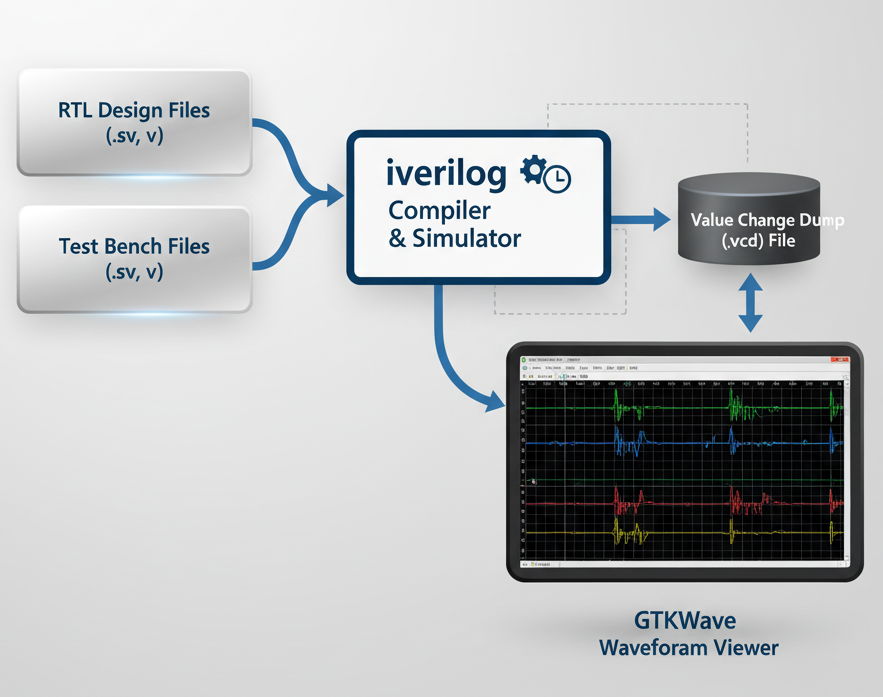 RTL Design Files
(.sv, v)
Test Bench Files
(.sv, v)
iverilog
Compiler
& Simulator
Value Change Dump
(.vcd) File
GTKWave
Waveforam Viewer